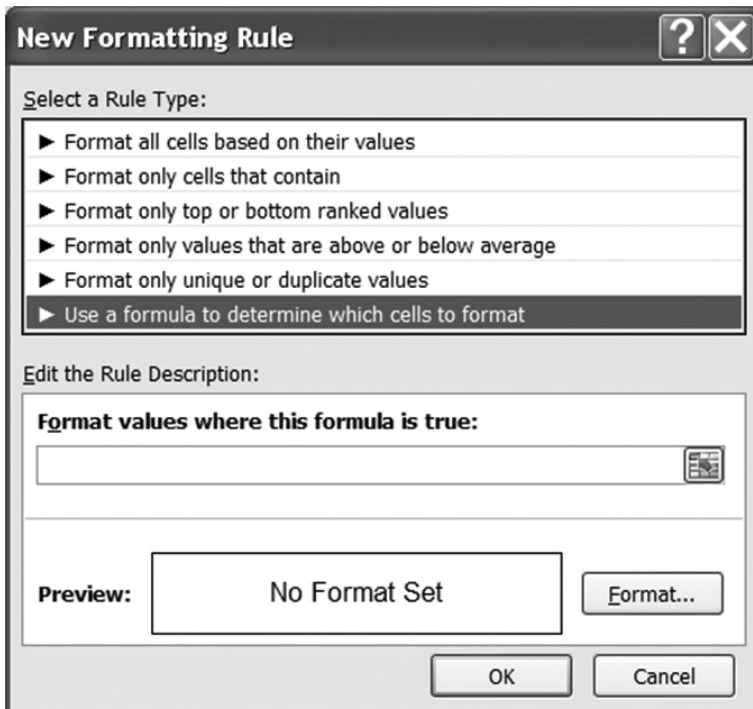 New Formatting Rule
Select a Rule Type:
► Format all cells based on their values
► Format only cells that contain
► Format only top or bottom ranked values
► Format only values that are above or below average
► Format only unique or duplicate values
► Use a formula to determine which cells to format
Edit the Rule Description:
Format values where this formula is true:
Preview:
No Format Set
Format...
OK
Cancel